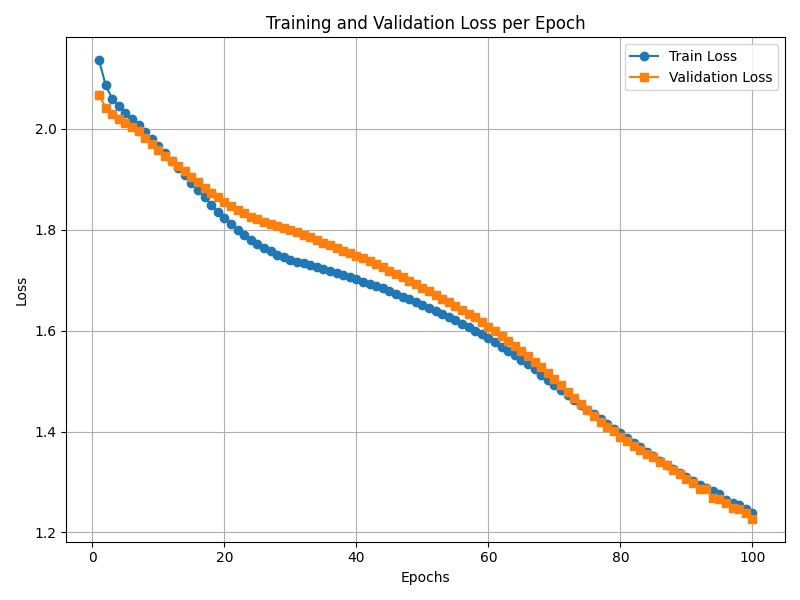 Training and Validation Loss per Epoch
Train Loss
Validation Loss
2.0
1.8
1.6
1.4
1.2
Loss
0 20 40 60 80 100
Epochs